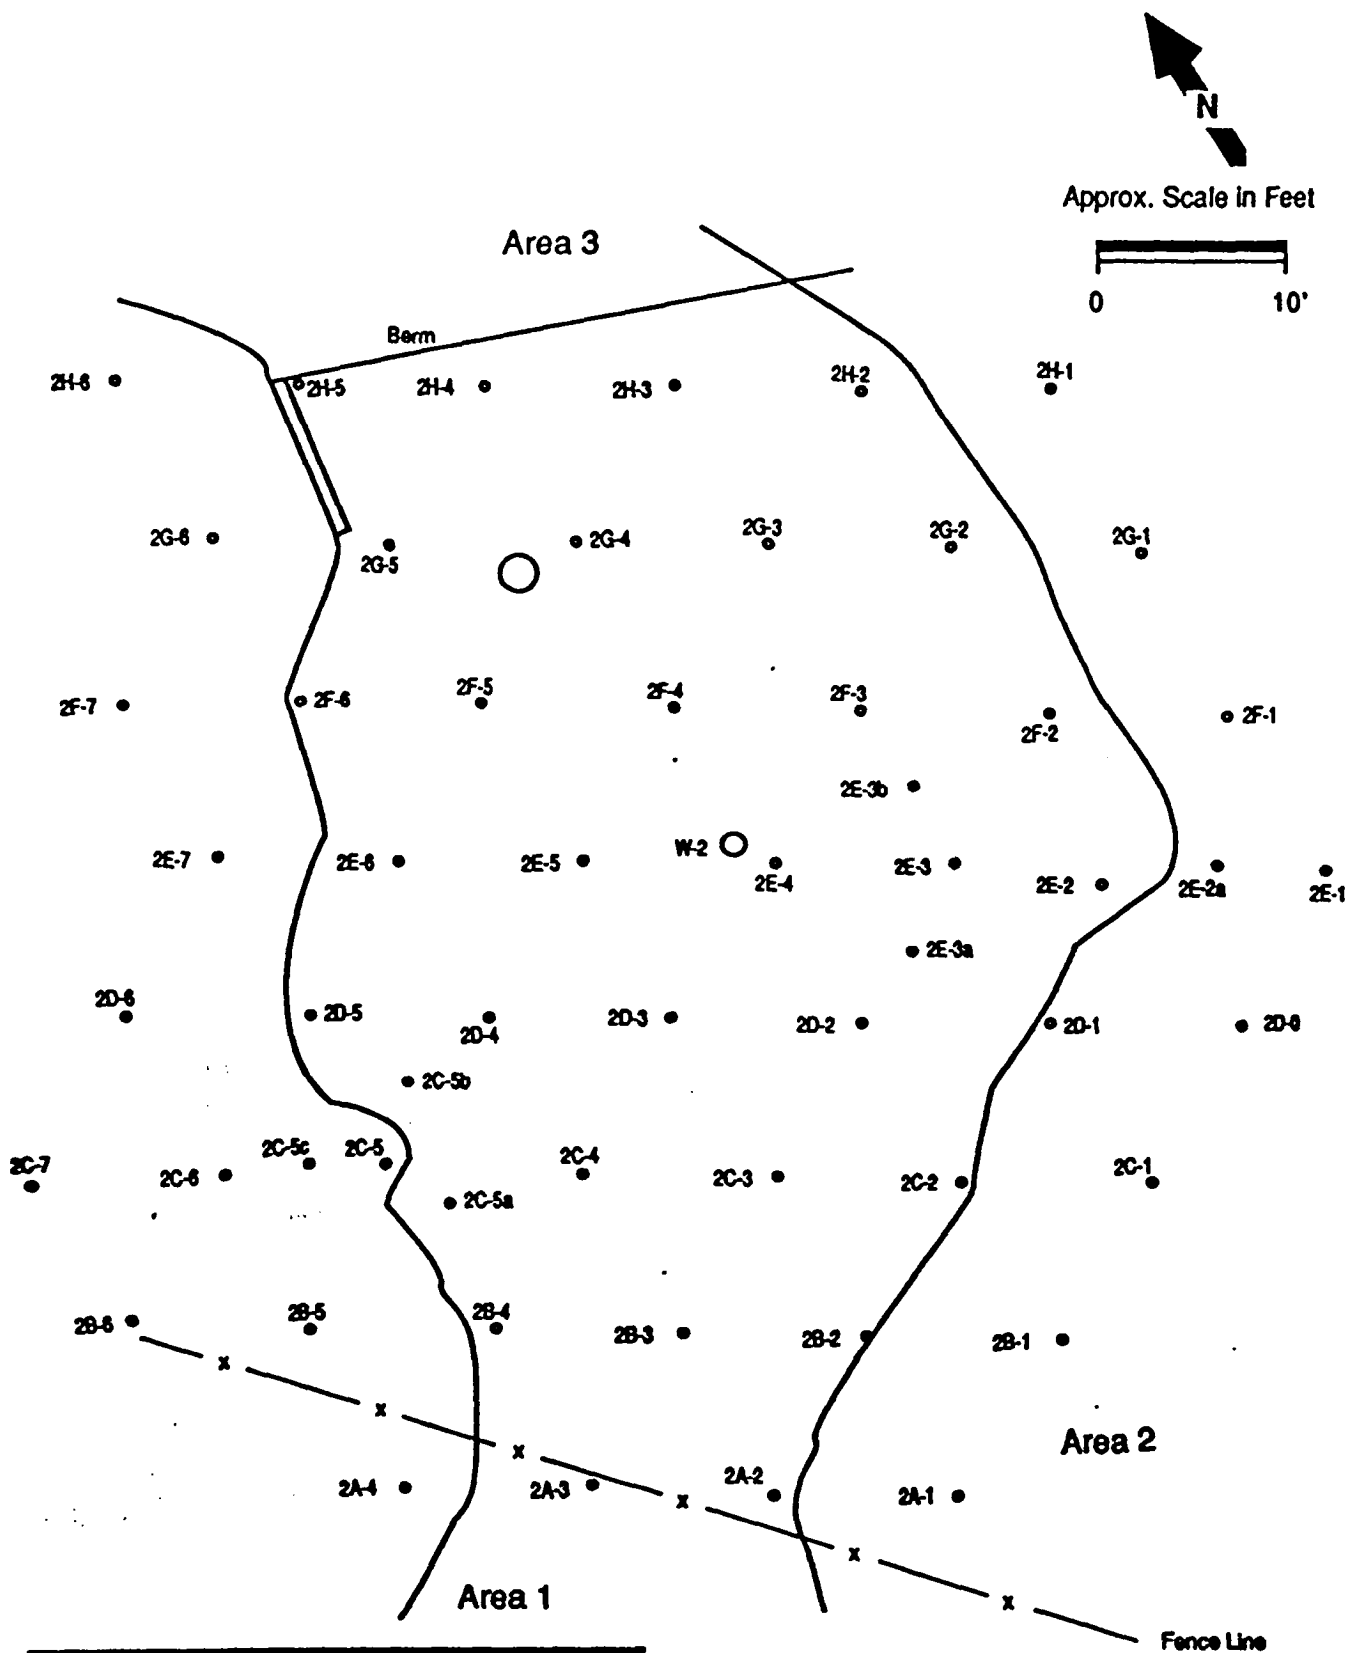 N
Approx. Scale in Feet
0 10'
Area 3
Berm
2H-6 2H-5 2H-4 2H-3 2H-2 2H-1
2G-6 2G-5 2G-4 2G-3 2G-2 2G-1
2F-7 2F-6 2F-5 2F-4 2F-3 2F-2 2F-1
2E-3b
W-2
2E-7 2E-6 2E-5 2E-4 2E-3 2E-2 2E-2a 2E-1
2E-3a
2D-6 2D-5 2D-4 2D-3 2D-2 2D-1 2D-0
2C-5b
2C-7 2C-6 2C-5c 2C-5 2C-4 2C-3 2C-2 2C-1
2C-5a
2B-6 2B-5 2B-4 2B-3 2B-2 2B-1
x
x
x
Area 2
2A-4 2A-3 2A-2 2A-1
x
x
x
Area 1
Fence Line